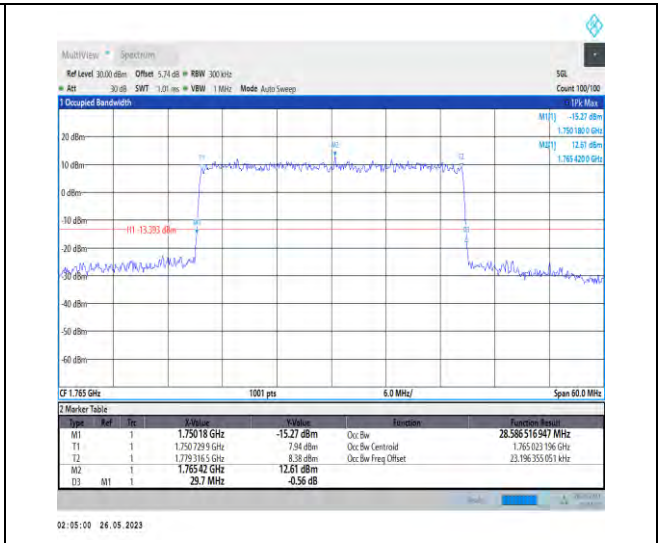 MultiView Spectrum
Ref Level 30.00 dBm Offset 5.74 dB RBW 300 kHz SGL
Att 30 dB SWT 1.01 ms VBW 1 MHz Mode Auto Sweep Count 100/100
1 Occupied Bandwidth 1Pk Max
M1[1] -15.27 dBm
1.750 180 0 GHz
20 dBm
M2[1] 12.61 dBm
1.765 420 0 GHz
M2
T1 T2
10 dBm
0 dBm
-10 dBm
H1 -13.393 dBm
M1
D3
-20 dBm
-30 dBm
-40 dBm
-50 dBm
-60 dBm
CF 1.765 GHz 1001 pts 6.0 MHz/ Span 60.0 MHz
2 Marker Table
Type Ref Trc X-Value Y-Value Function Function Result
M1 1 1.75018 GHz -15.27 dBm Occ Bw 28.586 516 947 MHz
T1 1 1.750 729 9 GHz 7.94 dBm Occ Bw Centroid 1.765 023 196 GHz
T2 1 1.779 316 5 GHz 8.38 dBm Occ Bw Freq Offset 23.196 355 051 kHz
M2 1 1.76542 GHz 12.61 dBm
D3 M1 1 29.7 MHz -0.56 dB
02:05:00 26.05.2023